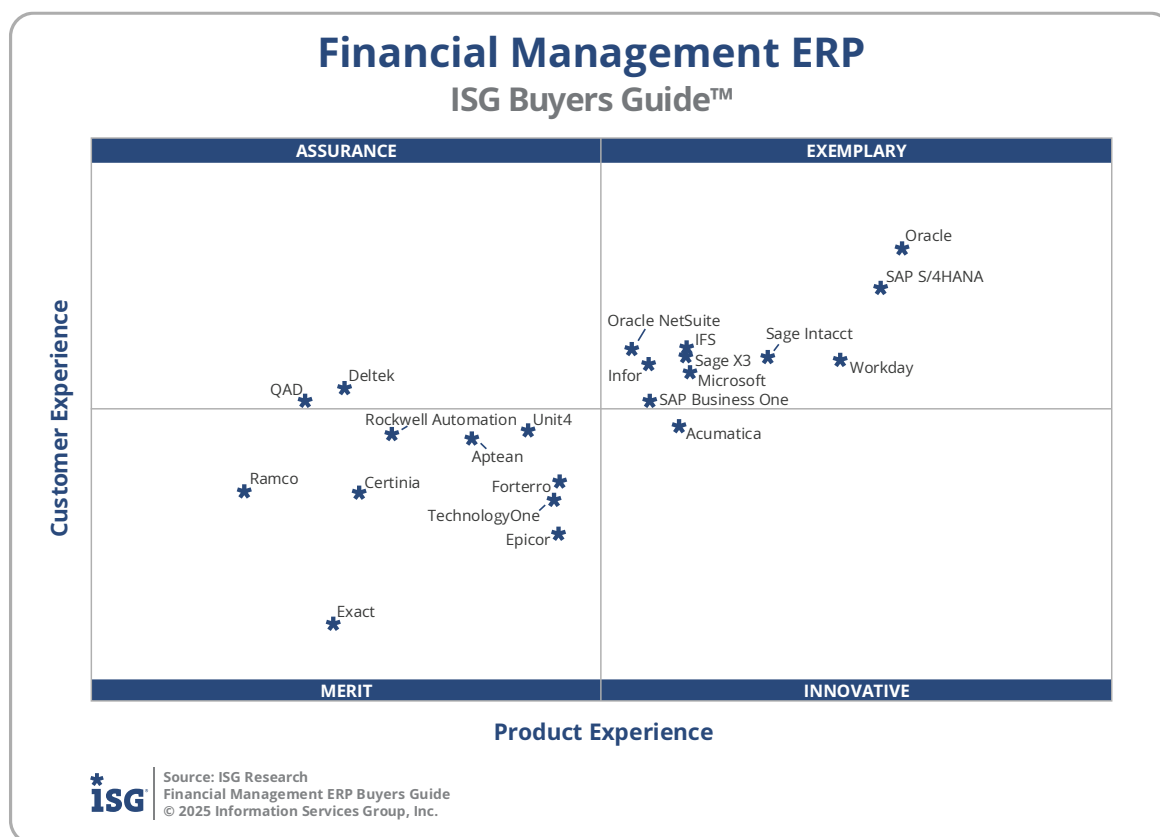 Financial Management ERP
ISG Buyers Guide™
ASSURANCE
EXEMPLARY
Oracle
SAP S/4HANA
Oracle NetSuite
IFS
Sage Intacct
Sage X3
Workday
Infor
Microsoft
Deltek
QAD
SAP Business One
Rockwell Automation
Unit4
Acumatica
Aptean
Ramco
Certinia
Forterro
TechnologyOne
Epicor
Exact
Customer Experience
MERIT
INNOVATIVE
Product Experience
ISG
Source: ISG Research
Financial Management ERP Buyers Guide
© 2025 Information Services Group, Inc.